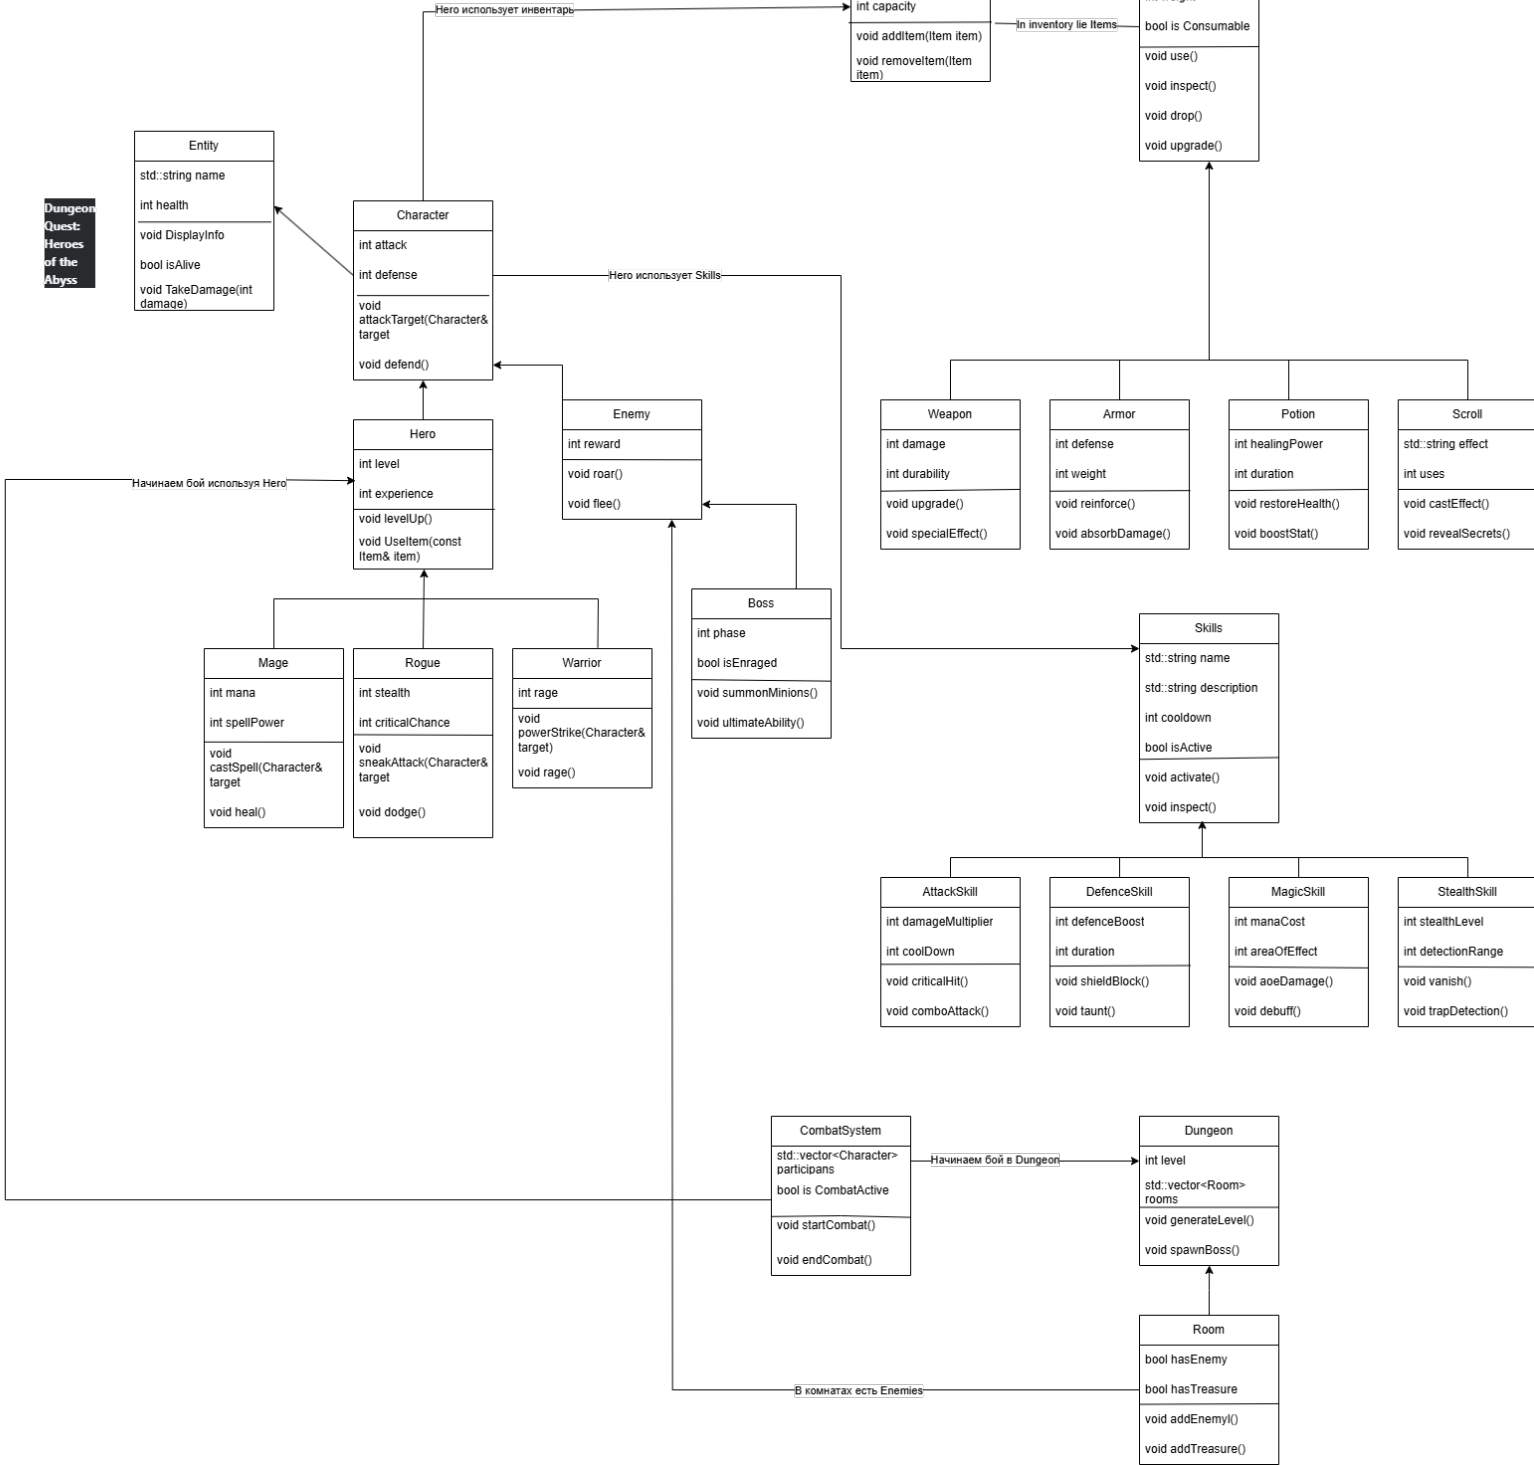 Hero использует инвентарь
int capacity
void addItem(Item item)
void removeItem(Item
item)
In inventory lie Items
bool is Consumable
void use()
void inspect()
void drop()
void upgrade()
Dungeon
Quest:
Heroes
of the
Abyss
Entity
std::string name
int health
void DisplayInfo
bool isAlive
void TakeDamage(int
damage)
Character
int attack
int defense
void
attackTarget(Character&
target
void defend()
Hero использует Skills
Hero
int level
int experience
void levelUp()
void UseItem(const
Item& item)
Начинаем бой используя Hero
Enemy
int reward
void roar()
void flee()
Boss
int phase
bool isEnraged
void summonMinions()
void ultimateAbility()
Mage
int mana
int spellPower
void
castSpell(Character&
target
void heal()
Rogue
int stealth
int criticalChance
void
sneakAttack(Character&
target
void dodge()
Warrior
int rage
void
powerStrike(Character&
target)
void rage()
Weapon
int damage
int durability
void upgrade()
void specialEffect()
Armor
int defense
int weight
void reinforce()
void absorbDamage()
Potion
int healingPower
int duration
void restoreHealth()
void boostStat()
Scroll
std::string effect
int uses
void castEffect()
void revealSecrets()
Skills
std::string name
std::string description
int cooldown
bool isActive
void activate()
void inspect()
AttackSkill
int damageMultiplier
int coolDown
void criticalHit()
void comboAttack()
DefenceSkill
int defenceBoost
int duration
void shieldBlock()
void taunt()
MagicSkill
int manaCost
int areaOfEffect
void aoeDamage()
void debuff()
StealthSkill
int stealthLevel
int detectionRange
void vanish()
void trapDetection()
CombatSystem
std::vector<Character>
participans
bool is CombatActive
void startCombat()
void endCombat()
Начинаем бой в Dungeon
Dungeon
int level
std::vector<Room>
rooms
void generateLevel()
void spawnBoss()
Room
bool hasEnemy
bool hasTreasure
void addEnemyl()
void addTreasure()
В комнатах есть Enemies